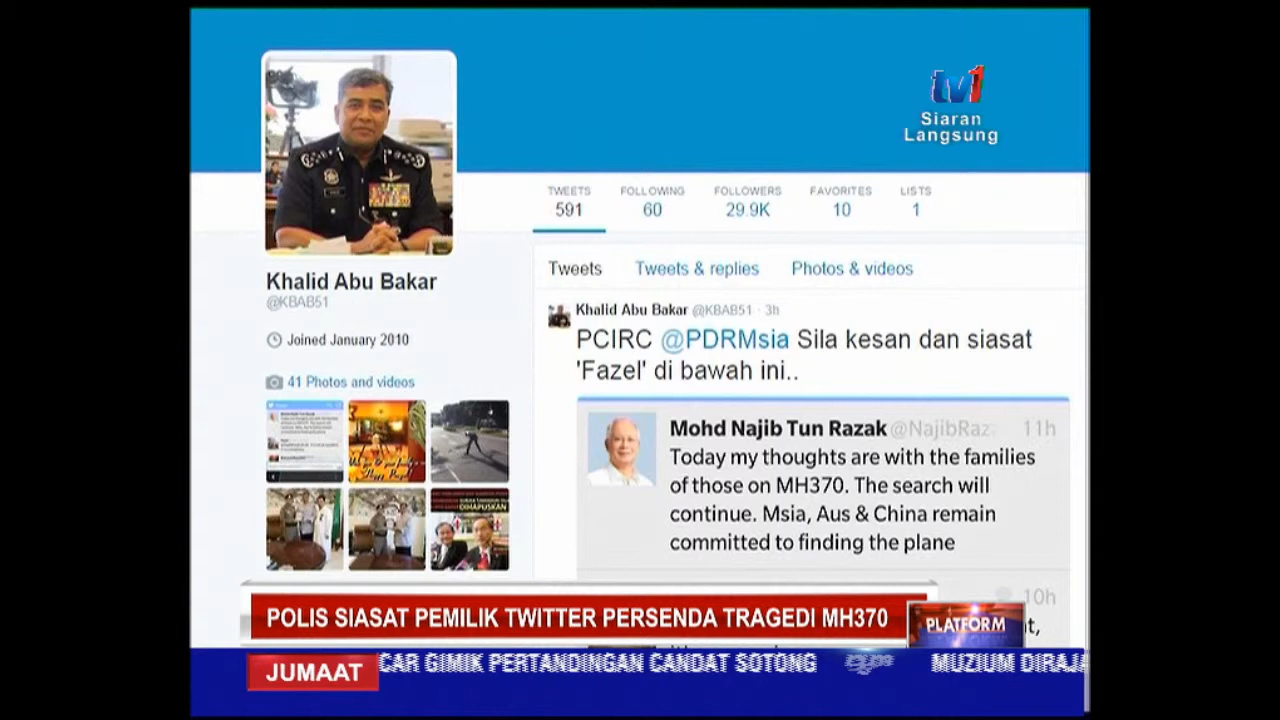 tv1
Siaran
Langsung
TWEETS FOLLOWING FOLLOWERS FAVORITES LISTS
591 60 29.9K 10 1
Khalid Abu Bakar
@KBAB51
Joined January 2010
41 Photos and videos
Tweets Tweets & replies Photos & videos
Khalid Abu Bakar @KBAB51 · 3h
PCIRC @PDRMsia Sila kesan dan siasat
'Fazel' di bawah ini..
Mohd Najib Tun Razak @NajibRaz 11h
Today my thoughts are with the families
of those on MH370. The search will
continue. Msia, Aus & China remain
committed to finding the plane
10h
DIHAPUSKAN
POLIS SIASAT PEMILIK TWITTER PERSENDA TRAGEDI MH370
PLATFORM
JUMAAT
CAR GIMIK PERTANDINGAN CANDAT SOTONG MUZIUM DIRAJA